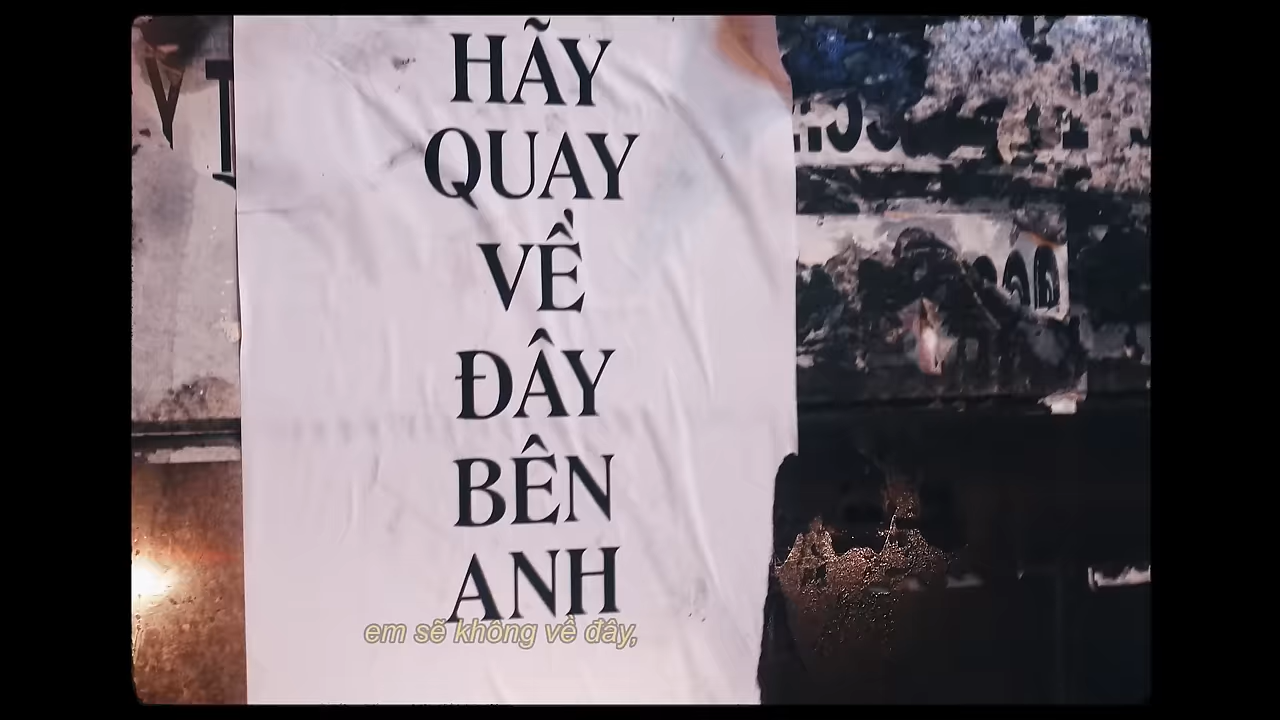 HÃY
QUAY
VỀ
ĐÂY
BÊN
ANH
em sẽ không về đây,